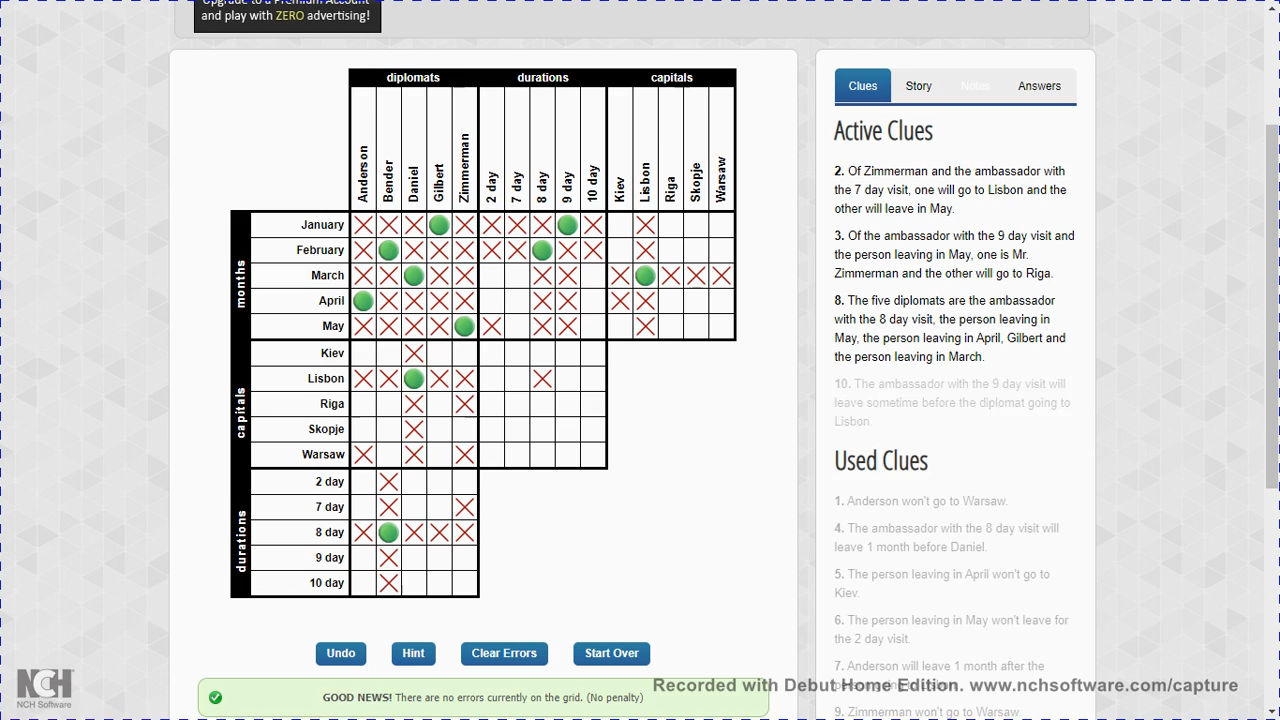 Upgrade to a Premium Account
and play with ZERO advertising!
diplomats
durations
capitals
Anderson
Bender
Daniel
Gilbert
Zimmerman
2 day
7 day
8 day
9 day
10 day
Kiev
Lisbon
Riga
Skopje
Warsaw
months
January
February
March
April
May
capitals
Kiev
Lisbon
Riga
Skopje
Warsaw
durations
2 day
7 day
8 day
9 day
10 day
Undo
Hint
Clear Errors
Start Over
GOOD NEWS! There are no errors currently on the grid. (No penalty)
Clues
Story
Notes
Answers
Active Clues
2. Of Zimmerman and the ambassador with
the 7 day visit, one will go to Lisbon and the
other will leave in May.
3. Of the ambassador with the 9 day visit and
the person leaving in May, one is Mr.
Zimmerman and the other will go to Riga.
8. The five diplomats are the ambassador
with the 8 day visit, the person leaving in
May, the person leaving in April, Gilbert and
the person leaving in March.
10. The ambassador with the 9 day visit will
leave sometime before the diplomat going to
Lisbon.
Used Clues
1. Anderson won't go to Warsaw.
4. The ambassador with the 8 day visit will
leave 1 month before Daniel.
5. The person leaving in April won't go to
Kiev.
6. The person leaving in May won't leave for
the 2 day visit.
7. Anderson will leave 1 month after the
9. Zimmerman won't go to Warsaw.
NCH
NCH Software
Recorded with Debut Home Edition. www.nchsoftware.com/capture